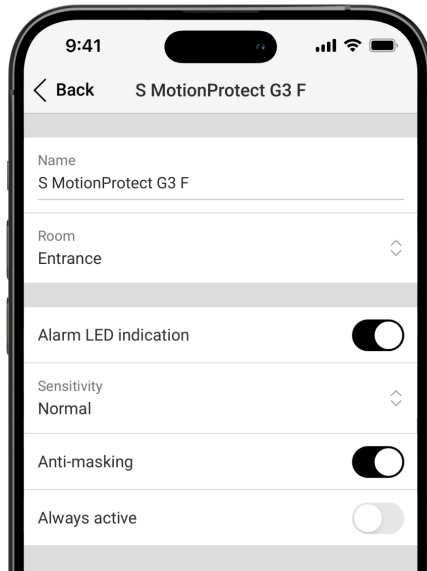 9:41
Back S MotionProtect G3 F
Name
S MotionProtect G3 F
Room
Entrance
Alarm LED indication
Sensitivity
Normal
Anti-masking
Always active